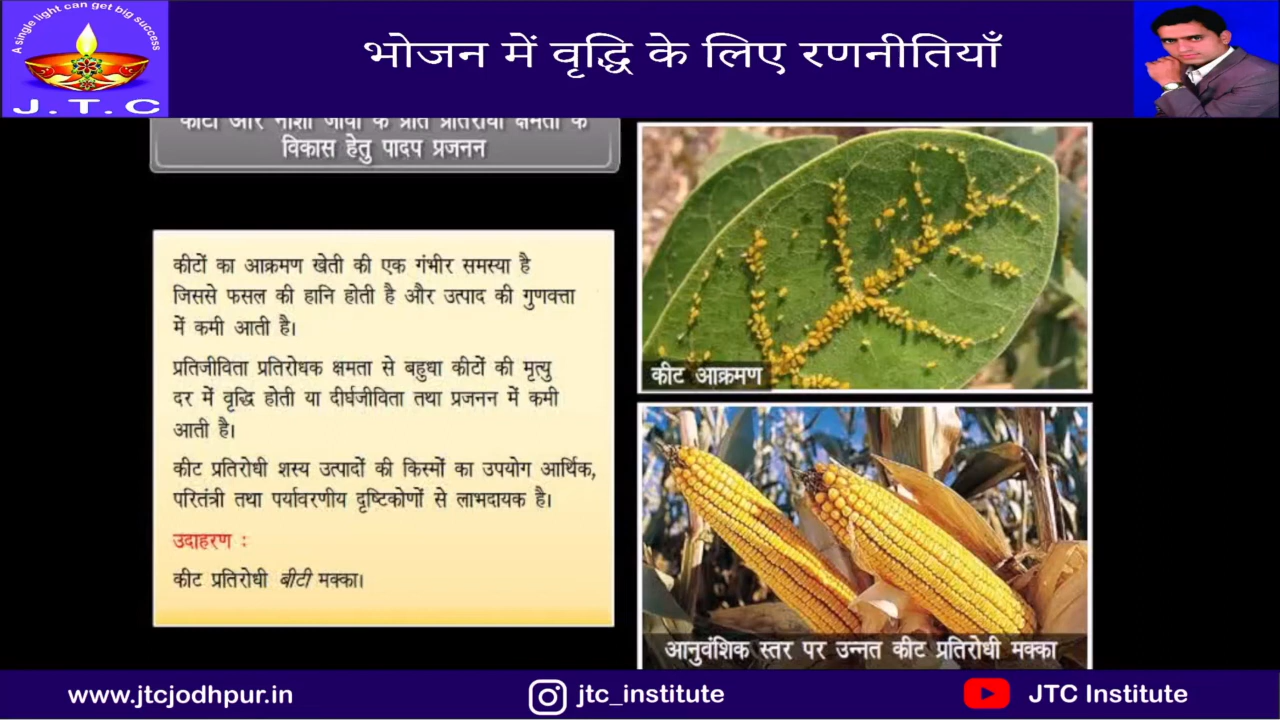 A single light can get big success
J.T.C
भोजन में वृद्धि के लिए रणनीतियाँ
विकास हेतु पादप प्रजनन
कीटों का आक्रमण खेती की एक गंभीर समस्या है
जिससे फसल की हानि होती है और उत्पाद की गुणवत्ता
में कमी आती है।
प्रतिजीविता प्रतिरोधक क्षमता से बहुधा कीटों की मृत्यु
दर में वृद्धि होती या दीर्घजीविता तथा प्रजनन में कमी
आती है।
कीट प्रतिरोधी शस्य उत्पादों की किस्मों का उपयोग आर्थिक,
परितंत्री तथा पर्यावरणीय दृष्टिकोणों से लाभदायक है।
उदाहरण :
कीट प्रतिरोधी बीटी मक्का।
कीट आक्रमण
आनुवंशिक स्तर पर उन्नत कीट प्रतिरोधी मक्का
www.jtcjodhpur.in
jtc_institute
JTC Institute